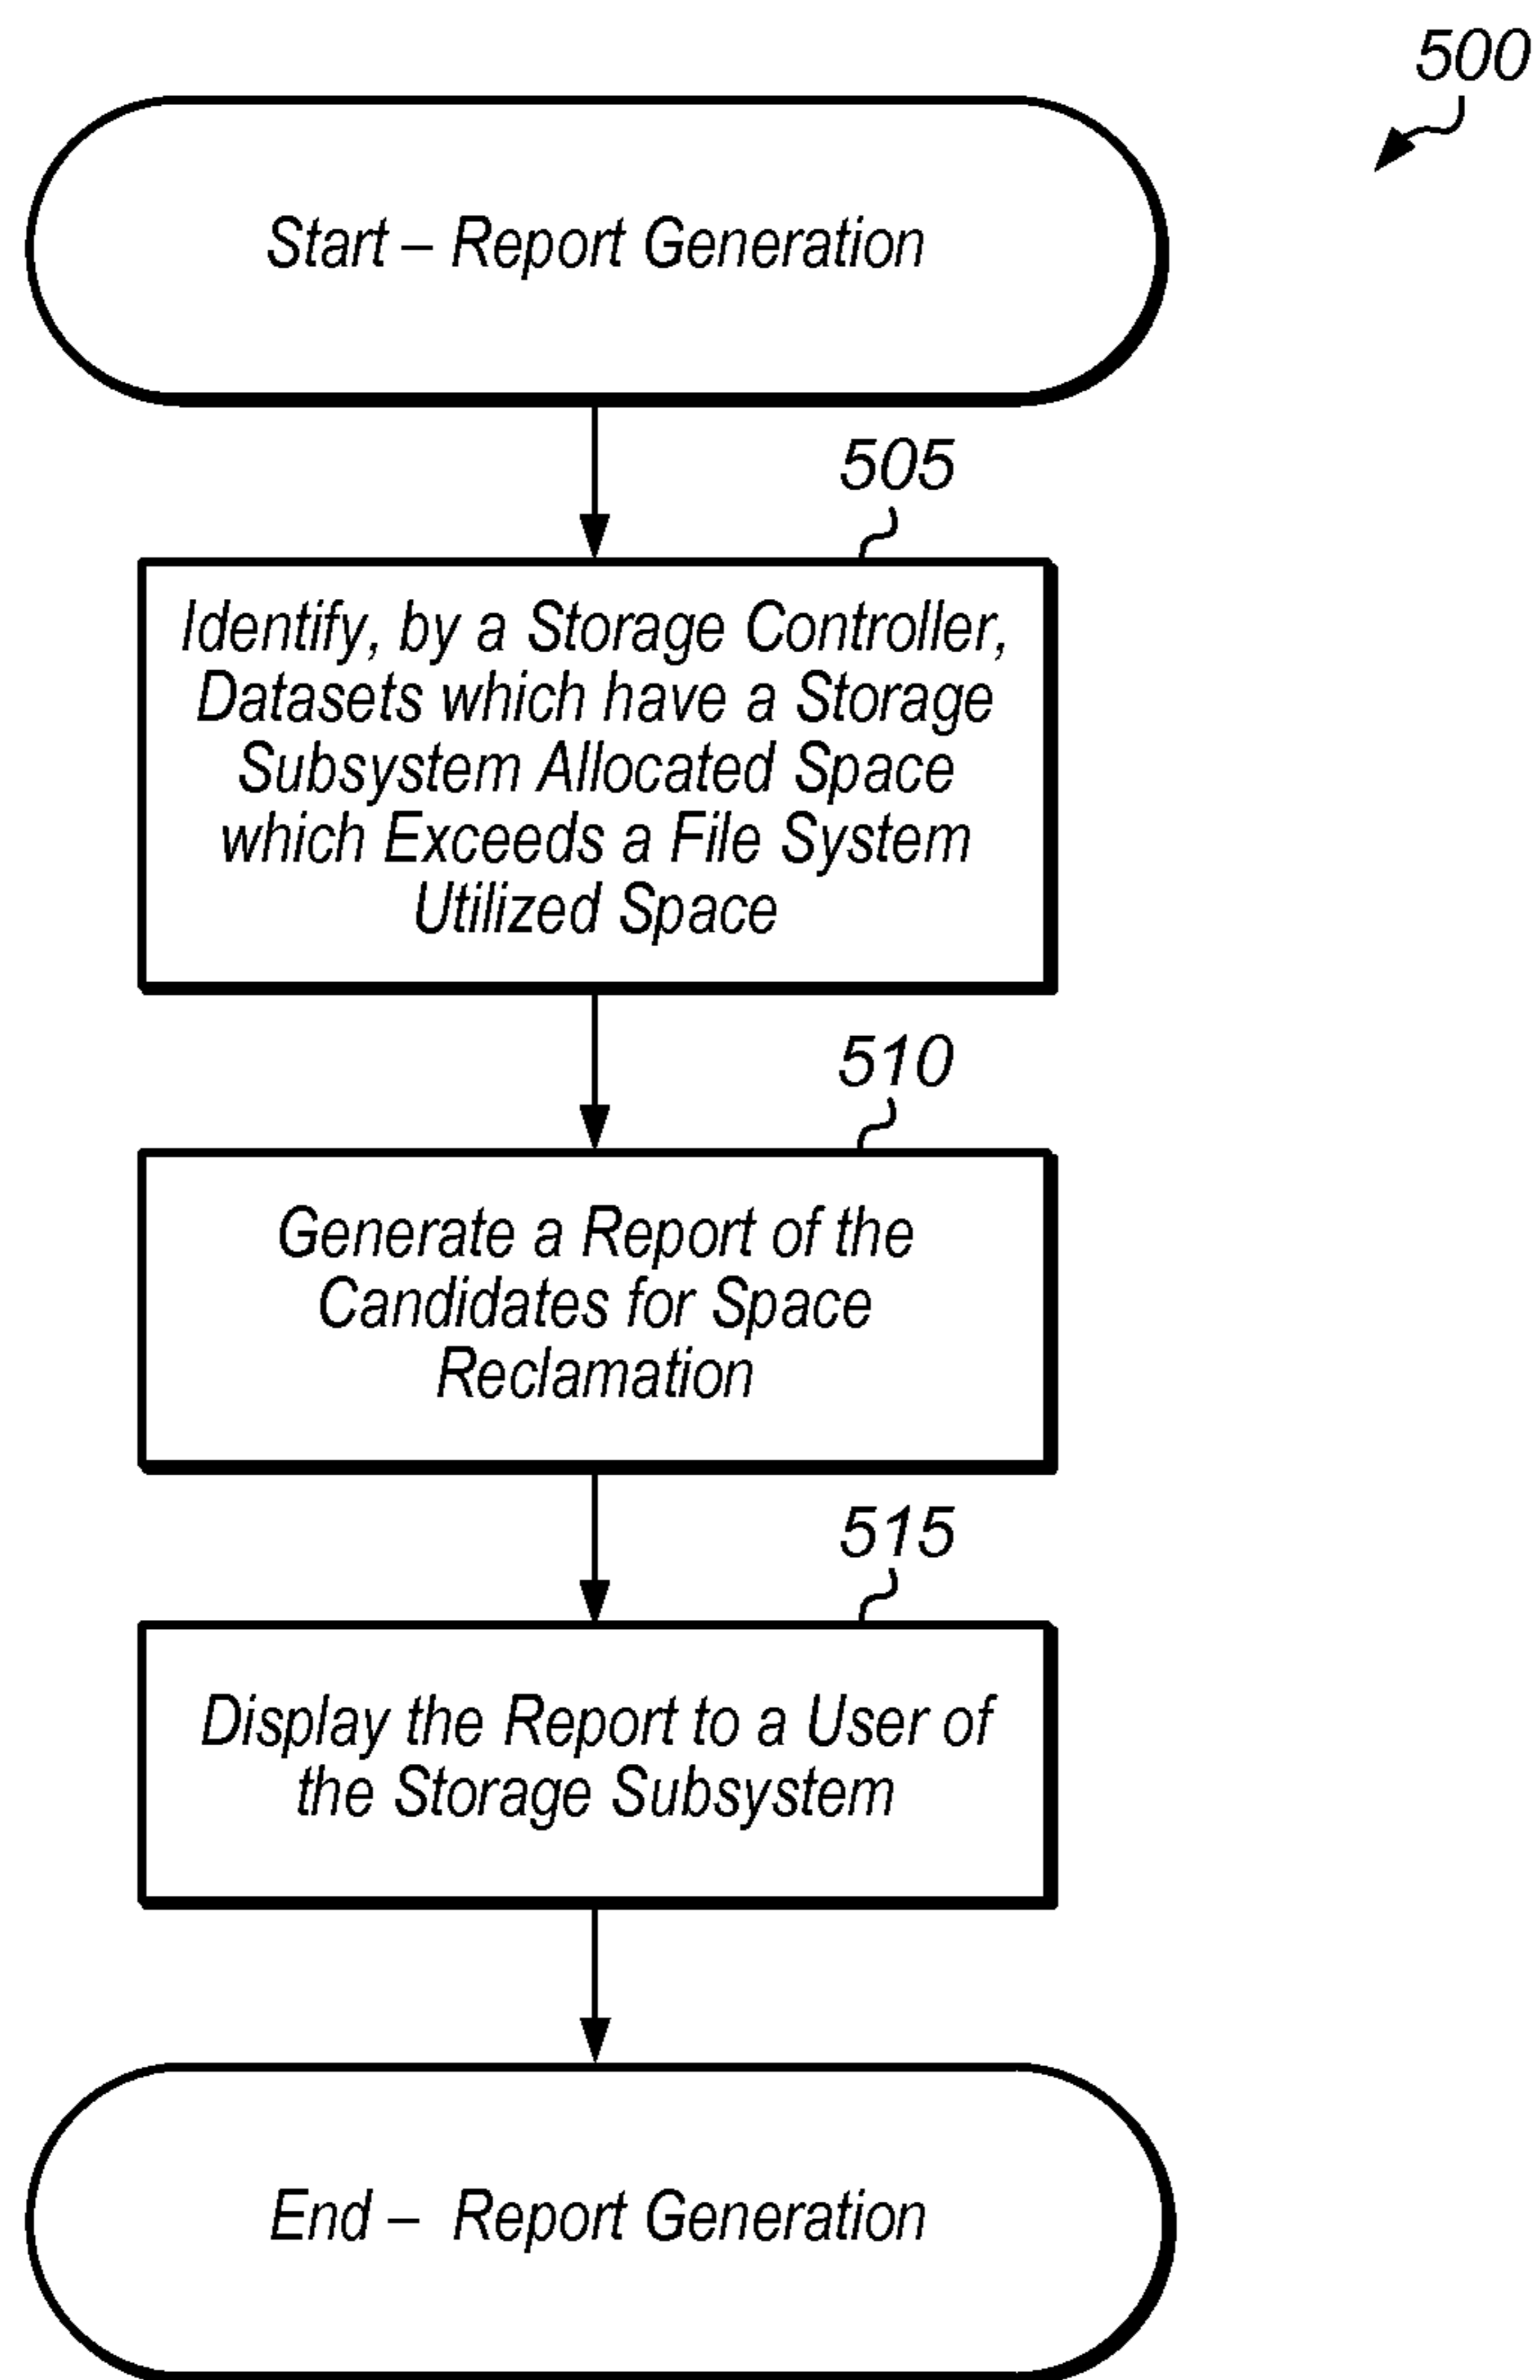 500
Start – Report Generation
505
Identify, by a Storage Controller,
Datasets which have a Storage
Subsystem Allocated Space
which Exceeds a File System
Utilized Space
510
Generate a Report of the
Candidates for Space
Reclamation
515
Display the Report to a User of
the Storage Subsystem
End – Report Generation